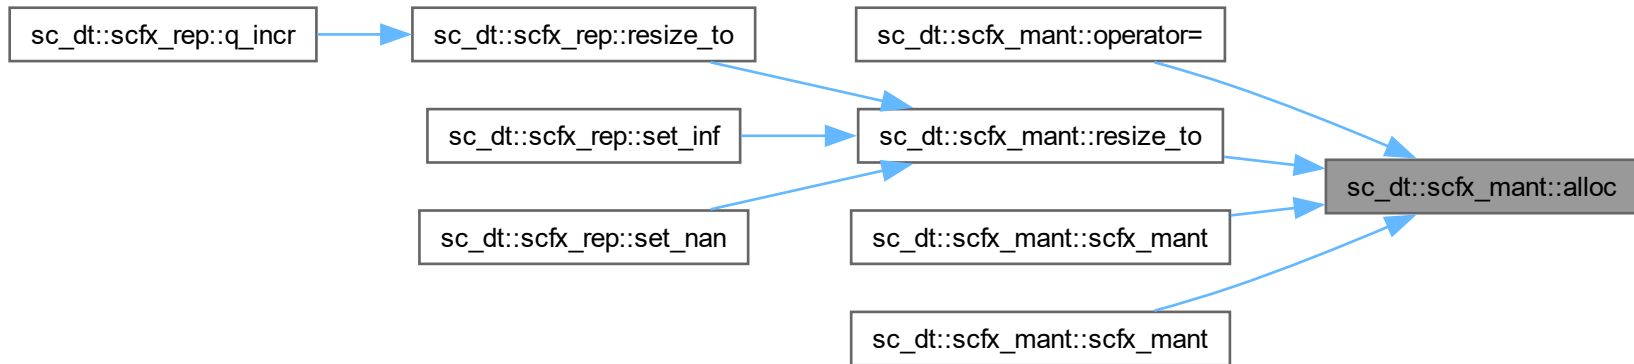 sc_dt::scfx_rep::q_incr
sc_dt::scfx_rep::resize_to
sc_dt::scfx_mant::operator=
sc_dt::scfx_rep::set_inf
sc_dt::scfx_mant::resize_to
sc_dt::scfx_mant::alloc
sc_dt::scfx_rep::set_nan
sc_dt::scfx_mant::scfx_mant
sc_dt::scfx_mant::scfx_mant